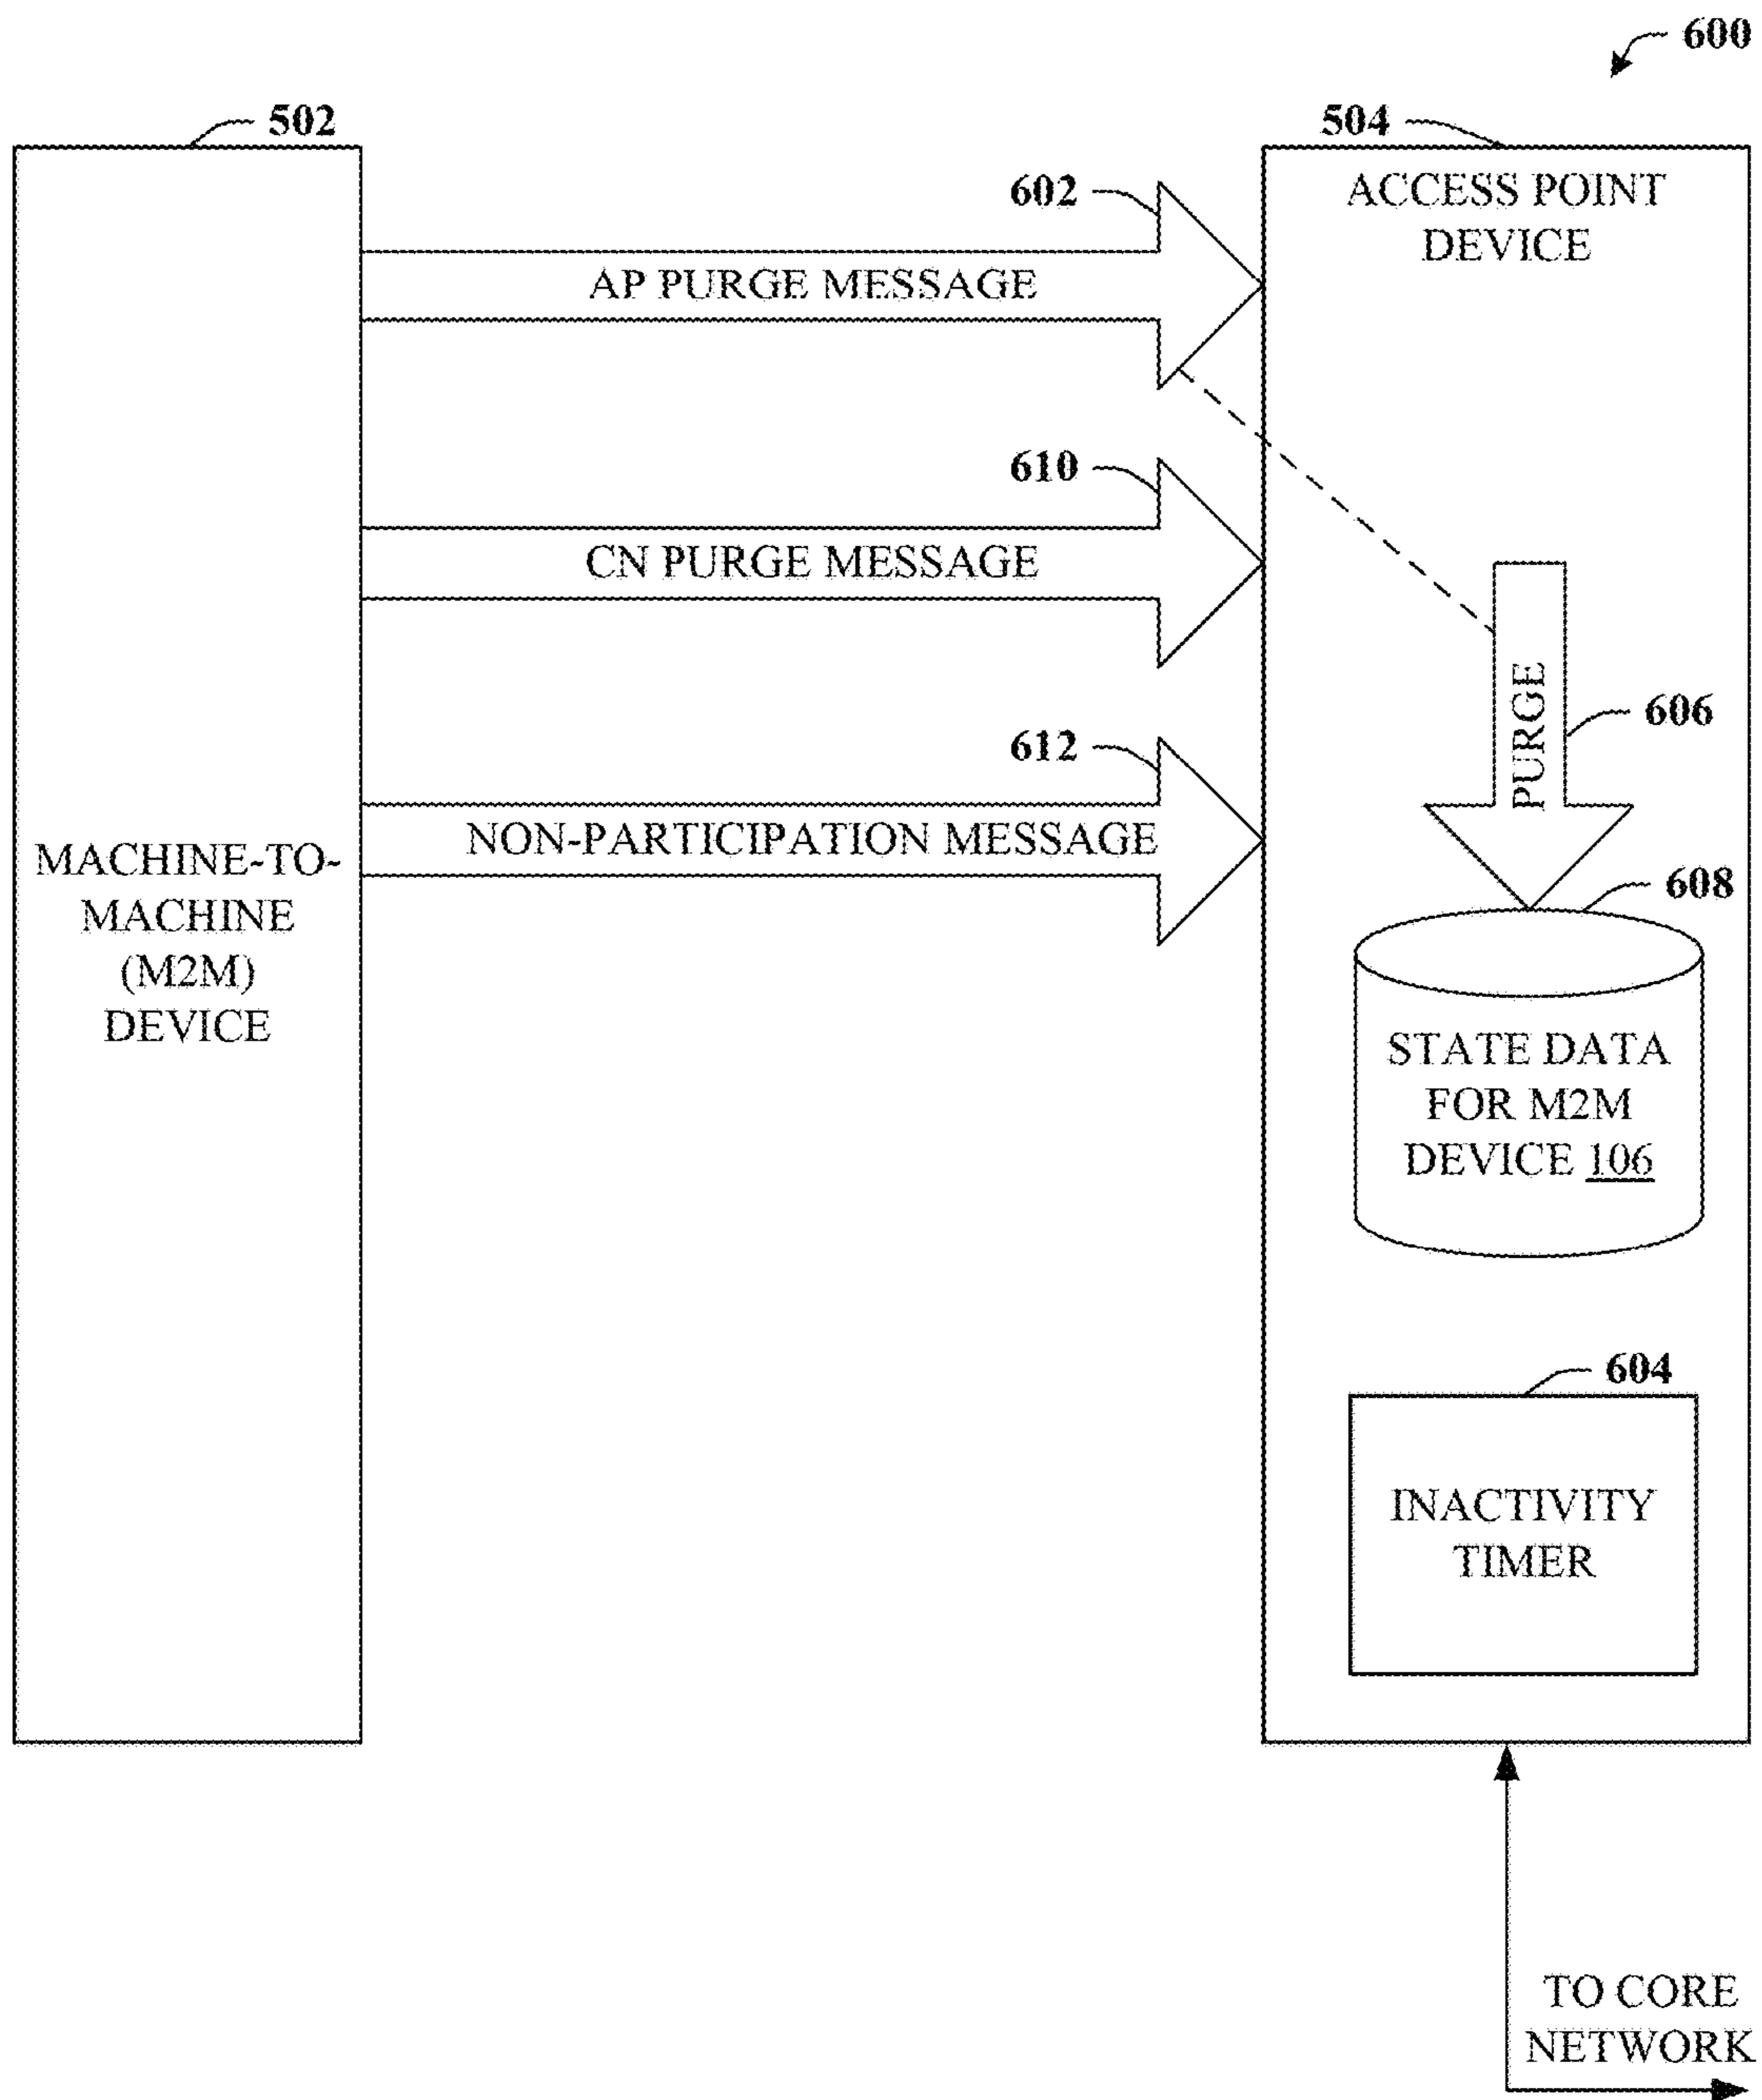 600
502
504
ACCESS POINT
DEVICE
602
AP PURGE MESSAGE
610
CN PURGE MESSAGE
606
PURGE
612
NON-PARTICIPATION MESSAGE
MACHINE-TO-
MACHINE
(M2M)
DEVICE
608
STATE DATA
FOR M2M
DEVICE 106
604
INACTIVITY
TIMER
TO CORE
NETWORK